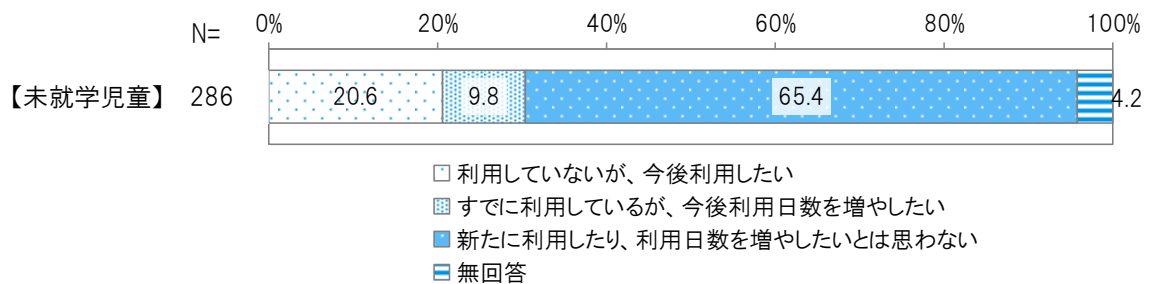 N= 0% 20% 40% 60% 80% 100%
【未就学児童】 286 20.6 9.8 65.4 4.2
利用していないが、今後利用したい
すでに利用しているが、今後利用日数を増やしたい
新たに利用したり、利用日数を増やしたいとは思わない
無回答